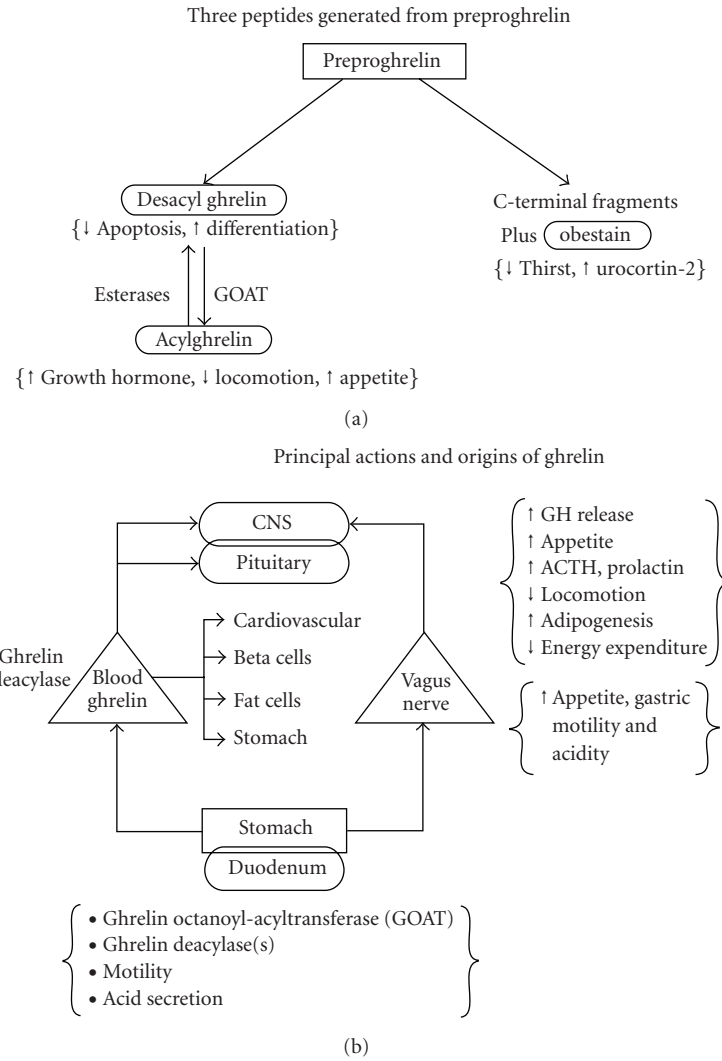 Three peptides generated from preproghrelin
Preproghrelin
Desacyl ghrelin
{↓ Apoptosis, ↑ differentiation}
C-terminal fragments
Plus obestain
{↓ Thirst, ↑ urocortin-2}
Esterases
GOAT
Acylghrelin
{↑ Growth hormone, ↓ locomotion, ↑ appetite}
(a)
Principal actions and origins of ghrelin
CNS
Pituitary
↑ GH release
↑ Appetite
↑ ACTH, prolactin
↓ Locomotion
↑ Adipogenesis
↓ Energy expenditure
Ghrelin
deacylase
Blood
ghrelin
Cardiovascular
Beta cells
Fat cells
Stomach
Vagus
nerve
↑ Appetite, gastric
motility and
acidity
Stomach
Duodenum
• Ghrelin octanoyl-acyltransferase (GOAT)
• Ghrelin deacylase(s)
• Motility
• Acid secretion
(b)